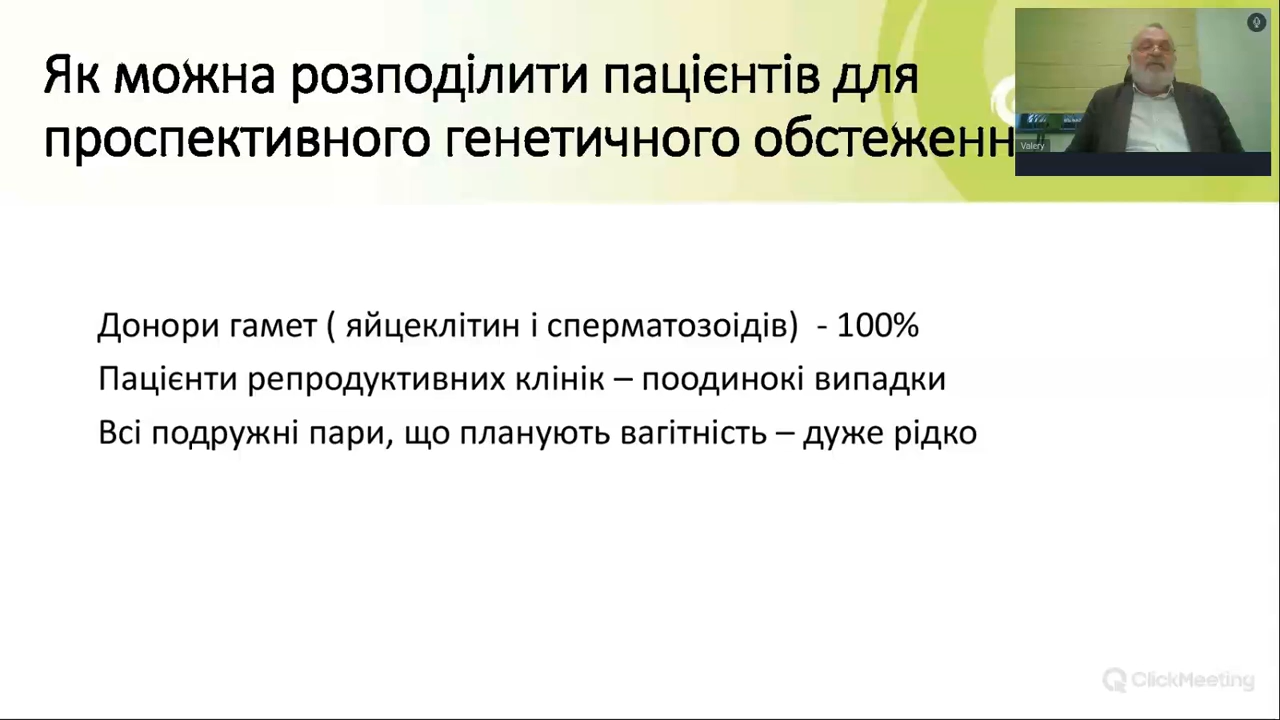 Як можна розподілити пацієнтів для
проспективного генетичного обстеженн
Valery
Донори гамет ( яйцеклітин і сперматозоідів)  - 100%
Пацієнти репродуктивних клінік – поодинокі випадки
Всі подружні пари, що планують вагітність – дуже рідко
ClickMeeting